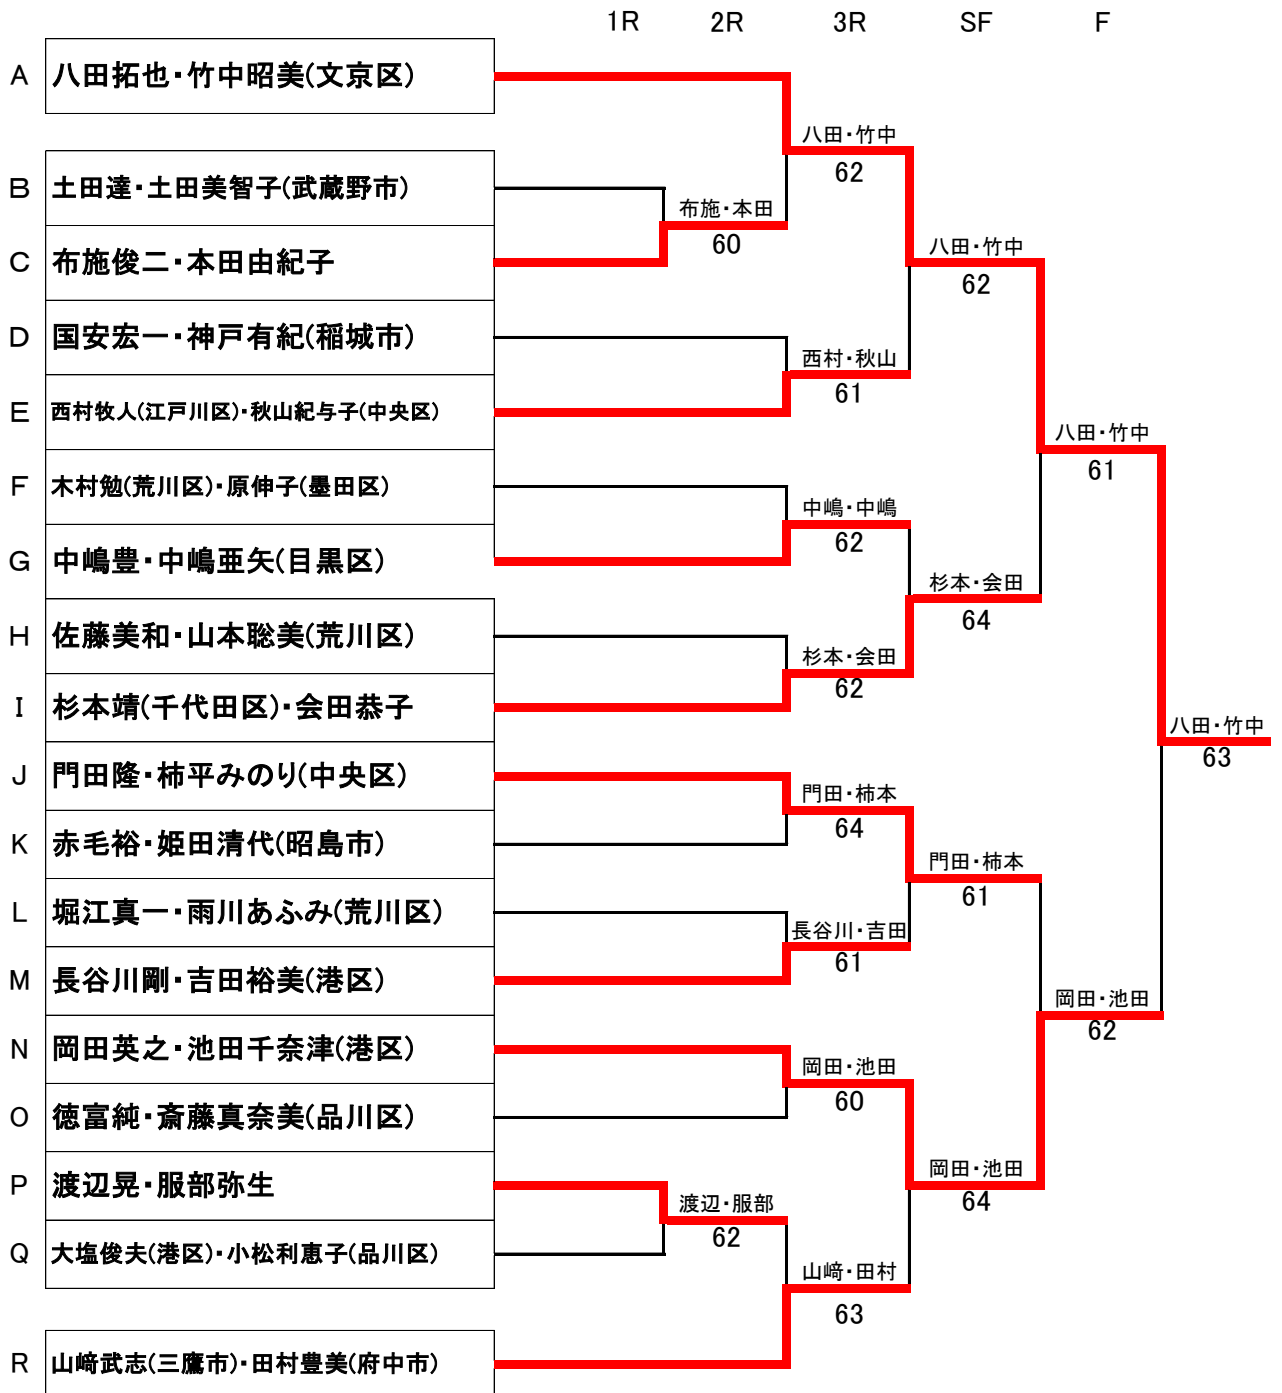 1R 2R 3R SF F
A 八田拓也・竹中昭美(文京区)
八田・竹中
62
B 土田達・土田美智子(武蔵野市)
布施・本田
60
C 布施俊二・本田由紀子
八田・竹中
62
D 国安宏一・神戸有紀(稲城市)
西村・秋山
61
E 西村牧人(江戸川区)・秋山紀与子(中央区)
八田・竹中
61
F 木村勉(荒川区)・原伸子(墨田区)
中嶋・中嶋
62
G 中嶋豊・中嶋亜矢(目黒区)
杉本・会田
64
H 佐藤美和・山本聡美(荒川区)
杉本・会田
62
I 杉本靖(千代田区)・会田恭子
八田・竹中
63
J 門田隆・柿平みのり(中央区)
門田・柿本
64
K 赤毛裕・姫田清代(昭島市)
門田・柿本
61
L 堀江真一・雨川あふみ(荒川区)
長谷川・吉田
61
M 長谷川剛・吉田裕美(港区)
岡田・池田
62
N 岡田英之・池田千奈津(港区)
岡田・池田
60
O 徳富純・斎藤真奈美(品川区)
岡田・池田
64
P 渡辺晃・服部弥生
渡辺・服部
62
Q 大塩俊夫(港区)・小松利恵子(品川区)
山﨑・田村
63
R 山﨑武志(三鷹市)・田村豊美(府中市)